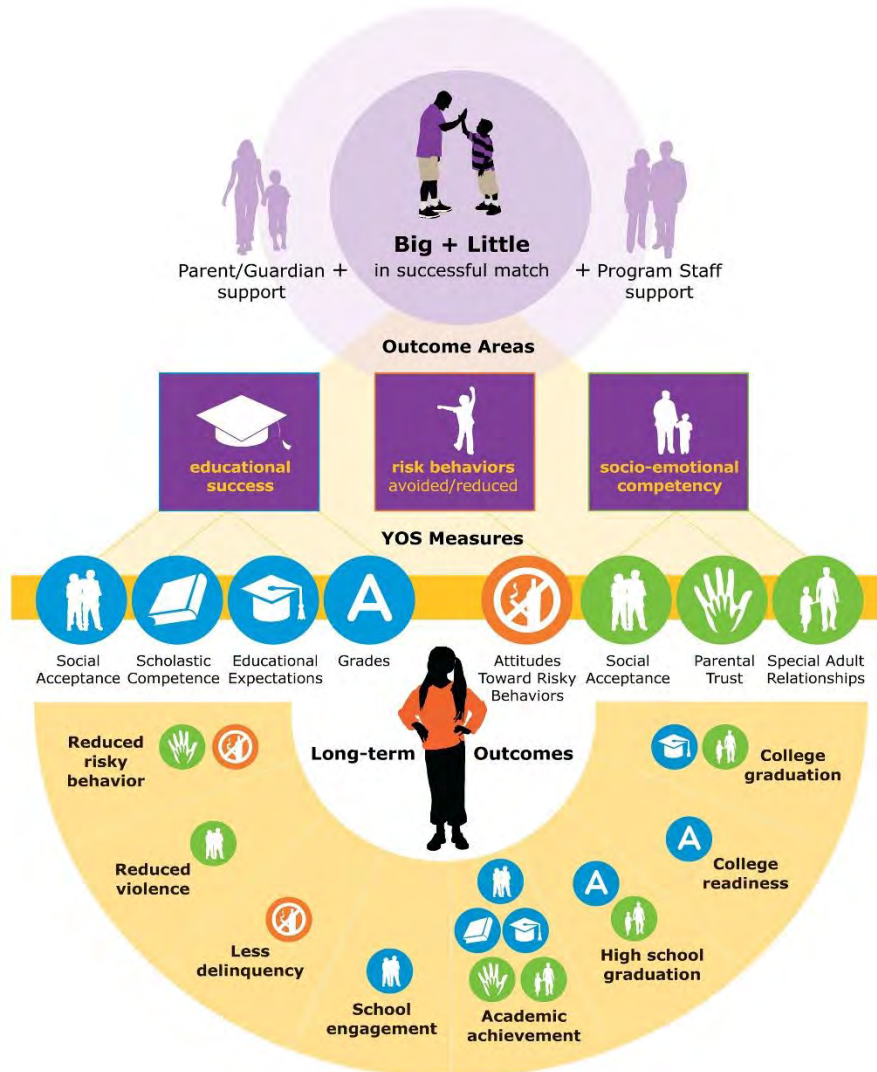 Big + Little
in successful match
Parent/Guardian +
support
+ Program Staff
support
Outcome Areas
educational
success
risk behaviors
avoided/reduced
socio-emotional
competency
YOS Measures
A
Social
Acceptance
Scholastic
Competence
Educational
Expectations
Grades
Attitudes
Toward Risky
Behaviors
Social
Acceptance
Parental
Trust
Special Adult
Relationships
Long-term Outcomes
Reduced
risky
behavior
Reduced
violence
Less
delinquency
School
engagement
Academic
achievement
A
High school
graduation
A
College
readiness
College
graduation